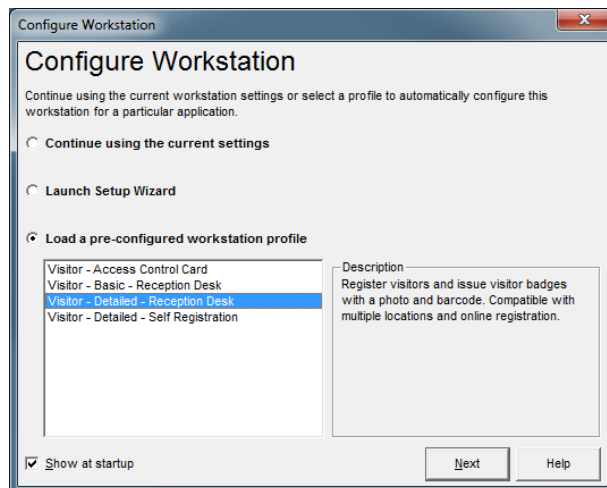 Configure Workstation
Configure Workstation
Continue using the current workstation settings or select a profile to automatically configure this
workstation for a particular application.
Continue using the current settings
Launch Setup Wizard
Load a pre-configured workstation profile
Visitor - Access Control Card
Visitor - Basic - Reception Desk
Visitor - Detailed - Reception Desk
Visitor - Detailed - Self Registration
Description
Register visitors and issue visitor badges
with a photo and barcode. Compatible with
multiple locations and online registration.
Show at startup
Next
Help